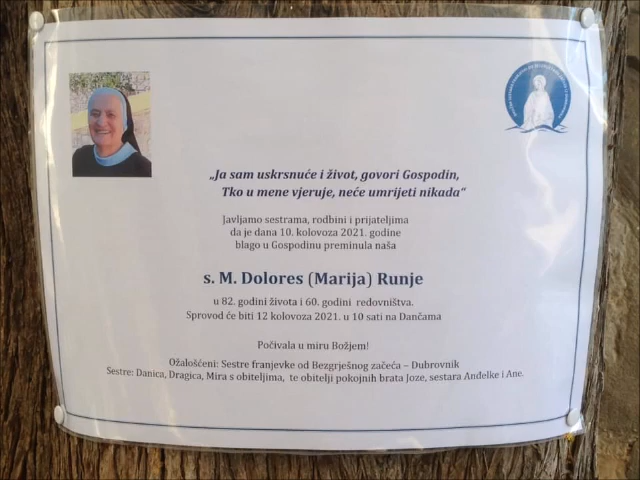 „Ja sam uskrsnuće i život, govori Gospodin,
Tko u mene vjeruje, neće umrijeti nikada“
Javljamo sestrama, rodbini i prijateljima
da je dana 10. kolovoza 2021. godine
blago u Gospodinu preminula naša
s. M. Dolores (Marija) Runje
u 82. godini života i 60. godini redovništva.
Sprovod će biti 12 kolovoza 2021. u 10 sati na Dančama
Počivala u miru Božjem!
Ožalošćeni: Sestre franjevke od Bezgrješnog začeća – Dubrovnik
Sestre: Danica, Dragica, Mira s obiteljima, te obitelji pokojnih brata Joze, sestara Anđelke i Ane.